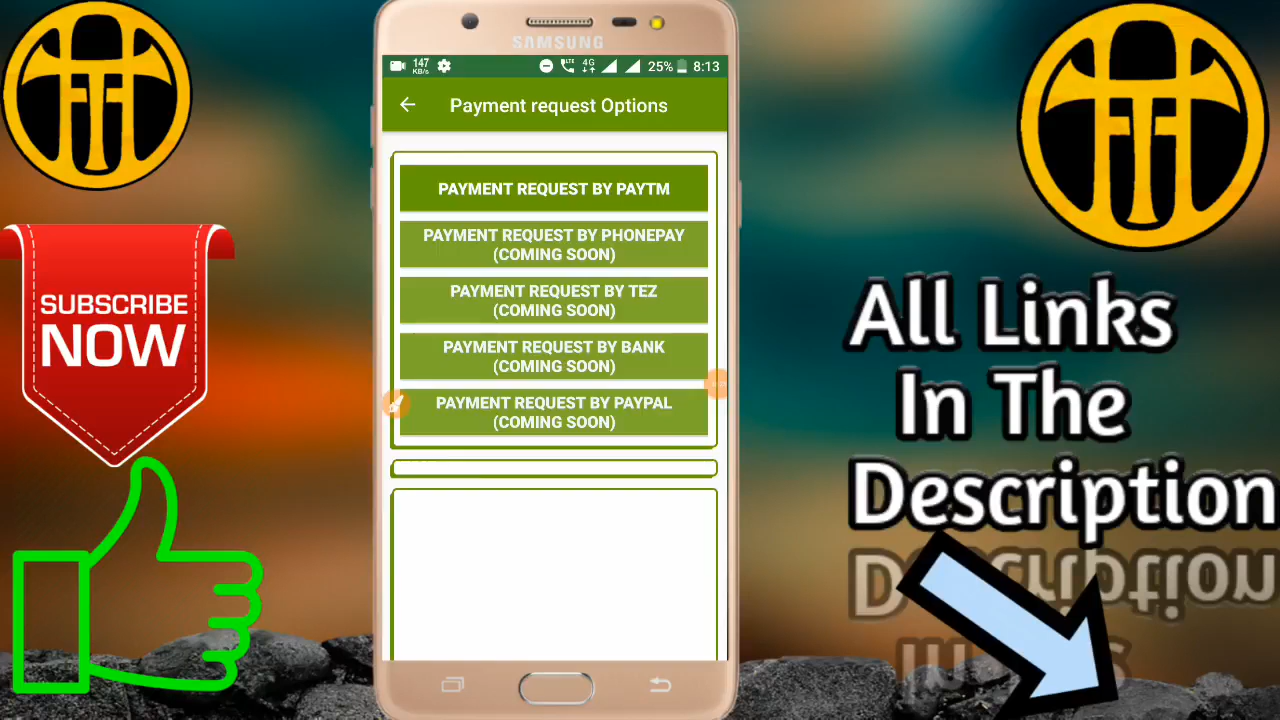 SAMSUNG
147
KB/s
LTE
4G
25%
8:13
Payment request Options
PAYMENT REQUEST BY PAYTM
PAYMENT REQUEST BY PHONEPAY
(COMING SOON)
PAYMENT REQUEST BY TEZ
(COMING SOON)
PAYMENT REQUEST BY BANK
(COMING SOON)
PAYMENT REQUEST BY PAYPAL
(COMING SOON)
SUBSCRIBE
NOW
All Links
In The
Description